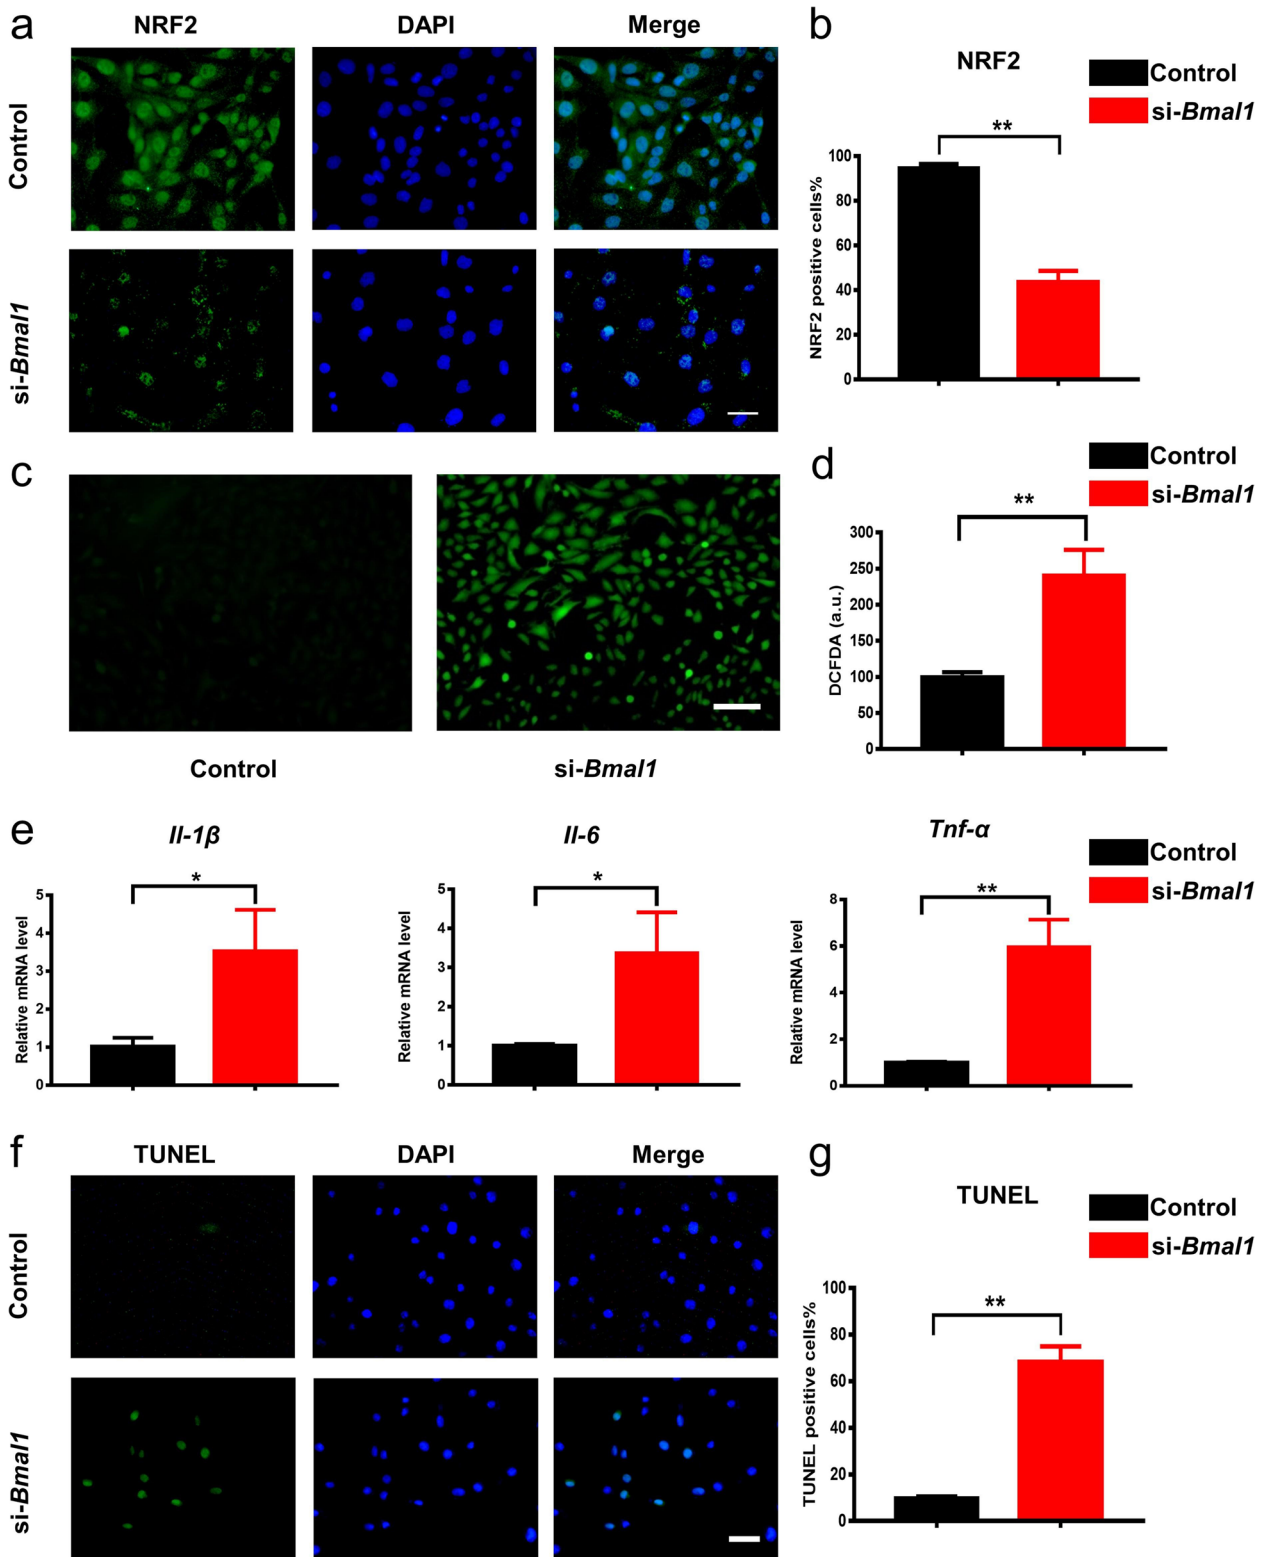 a
NRF2 DAPI Merge
Control
si-Bmal1
b
NRF2
Control
si-Bmal1
**
NRF2 positive cells%
100
80
60
40
20
0
c
Control si-Bmal1
d
Control
si-Bmal1
**
DCFDA (a.u.)
300
250
200
150
100
50
0
e
Il-1β
*
Relative mRNA level
5
4
3
2
1
0
Il-6
*
Relative mRNA level
5
4
3
2
1
0
Tnf-α
**
Relative mRNA level
8
6
4
2
0
Control
si-Bmal1
f
TUNEL DAPI Merge
Control
si-Bmal1
g
TUNEL
Control
si-Bmal1
**
TUNEL positive cells%
100
80
60
40
20
0